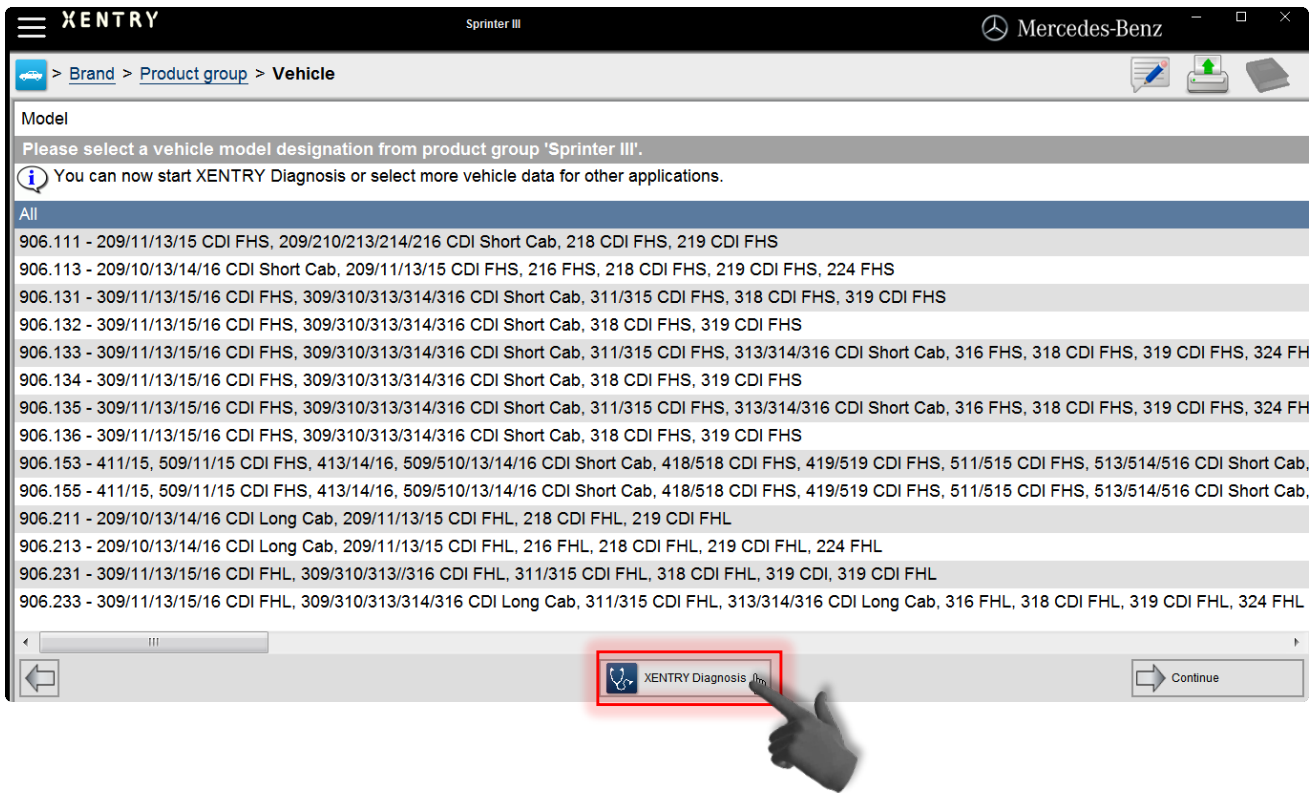 XENTRY Sprinter III Mercedes-Benz
> Brand > Product group > Vehicle
Model
Please select a vehicle model designation from product group 'Sprinter III'.
You can now start XENTRY Diagnosis or select more vehicle data for other applications.
All
906.111 - 209/11/13/15 CDI FHS, 209/210/213/214/216 CDI Short Cab, 218 CDI FHS, 219 CDI FHS
906.113 - 209/10/13/14/16 CDI Short Cab, 209/11/13/15 CDI FHS, 216 FHS, 218 CDI FHS, 219 CDI FHS, 224 FHS
906.131 - 309/11/13/15/16 CDI FHS, 309/310/313/314/316 CDI Short Cab, 311/315 CDI FHS, 318 CDI FHS, 319 CDI FHS
906.132 - 309/11/13/15/16 CDI FHS, 309/310/313/314/316 CDI Short Cab, 318 CDI FHS, 319 CDI FHS
906.133 - 309/11/13/15/16 CDI FHS, 309/310/313/314/316 CDI Short Cab, 311/315 CDI FHS, 313/314/316 CDI Short Cab, 316 FHS, 318 CDI FHS, 319 CDI FHS, 324 FH
906.134 - 309/11/13/15/16 CDI FHS, 309/310/313/314/316 CDI Short Cab, 318 CDI FHS, 319 CDI FHS
906.135 - 309/11/13/15/16 CDI FHS, 309/310/313/314/316 CDI Short Cab, 311/315 CDI FHS, 313/314/316 CDI Short Cab, 316 FHS, 318 CDI FHS, 319 CDI FHS, 324 FH
906.136 - 309/11/13/15/16 CDI FHS, 309/310/313/314/316 CDI Short Cab, 318 CDI FHS, 319 CDI FHS
906.153 - 411/15, 509/11/15 CDI FHS, 413/14/16, 509/510/13/14/16 CDI Short Cab, 418/518 CDI FHS, 419/519 CDI FHS, 511/515 CDI FHS, 513/514/516 CDI Short Cab,
906.155 - 411/15, 509/11/15 CDI FHS, 413/14/16, 509/510/13/14/16 CDI Short Cab, 418/518 CDI FHS, 419/519 CDI FHS, 511/515 CDI FHS, 513/514/516 CDI Short Cab,
906.211 - 209/10/13/14/16 CDI Long Cab, 209/11/13/15 CDI FHL, 218 CDI FHL, 219 CDI FHL
906.213 - 209/10/13/14/16 CDI Long Cab, 209/11/13/15 CDI FHL, 216 FHL, 218 CDI FHL, 219 CDI FHL, 224 FHL
906.231 - 309/11/13/15/16 CDI FHL, 309/310/313//316 CDI FHL, 311/315 CDI FHL, 318 CDI FHL, 319 CDI, 319 CDI FHL
906.233 - 309/11/13/15/16 CDI FHL, 309/310/313/314/316 CDI Long Cab, 311/315 CDI FHL, 313/314/316 CDI Long Cab, 316 FHL, 318 CDI FHL, 319 CDI FHL, 324 FHL
XENTRY Diagnosis Continue